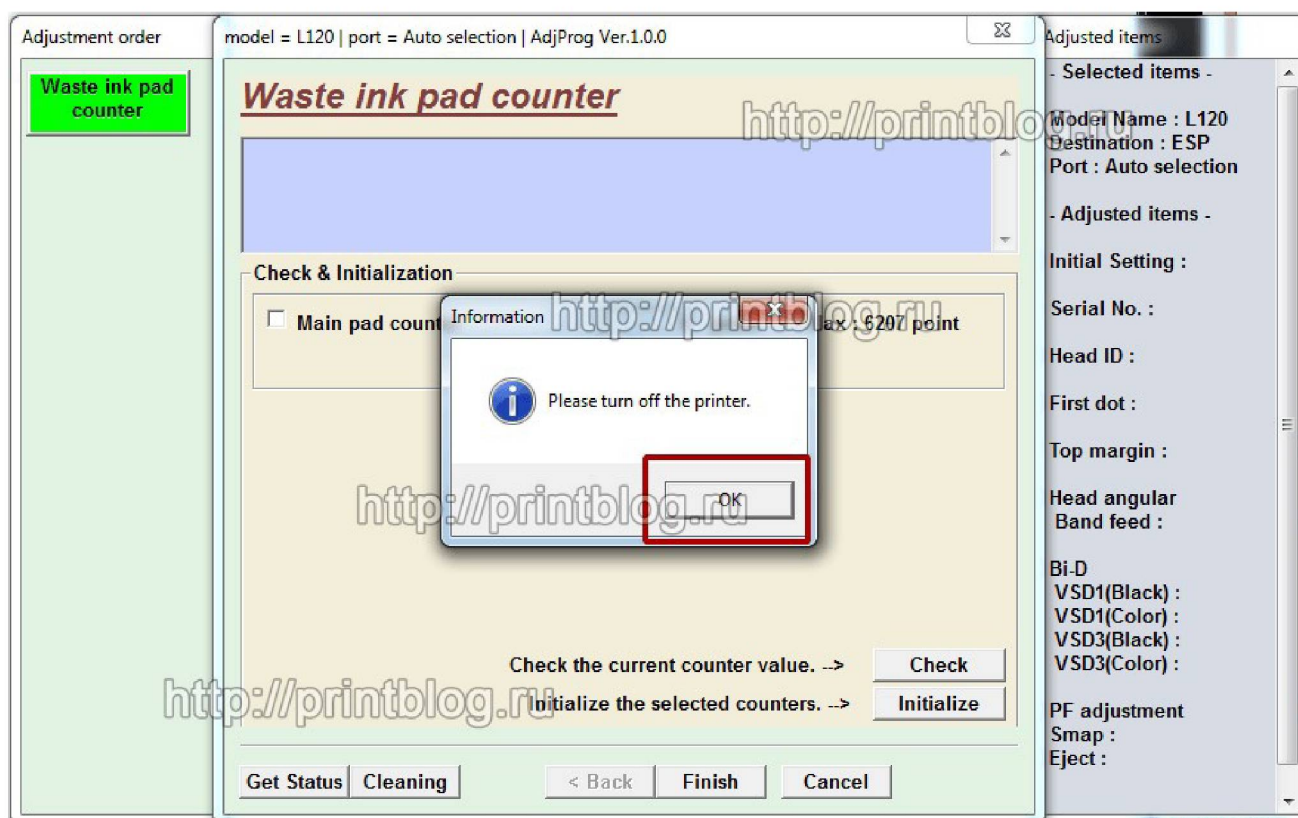 Adjustment order
Waste ink pad
counter
model = L120 | port = Auto selection | AdjProg Ver.1.0.0
Waste ink pad counter
Check & Initialization
Main pad
6207 point
Information
Please turn off the printer.
OK
Check the current counter value. -->
Check
Initialize the selected counters. -->
Initialize
Get Status
Cleaning
< Back
Finish
Cancel
Adjusted items
- Selected items -
Model Name : L120
Destination : ESP
Port : Auto selection
- Adjusted items -
Initial Setting :
Serial No. :
Head ID :
First dot :
Top margin :
Head angular
Band feed :
Bi-D
VSD1(Black) :
VSD1(Color) :
VSD3(Black) :
VSD3(Color) :
PF adjustment
Smap :
Eject :
http://printblog.ru
http://printblog.ru
http://printblog.ru
http://printblog.ru